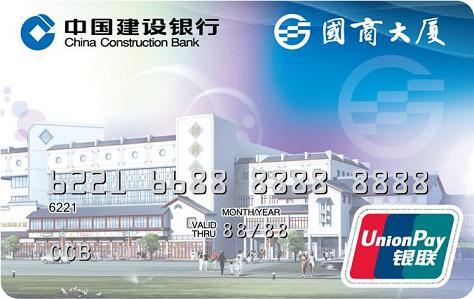 中国建设银行
China Construction Bank
國商大厦
6221 6688 8888 8888
6221
MONTH/YEAR
VALID THRU 88/88
CCB
UnionPay
银联